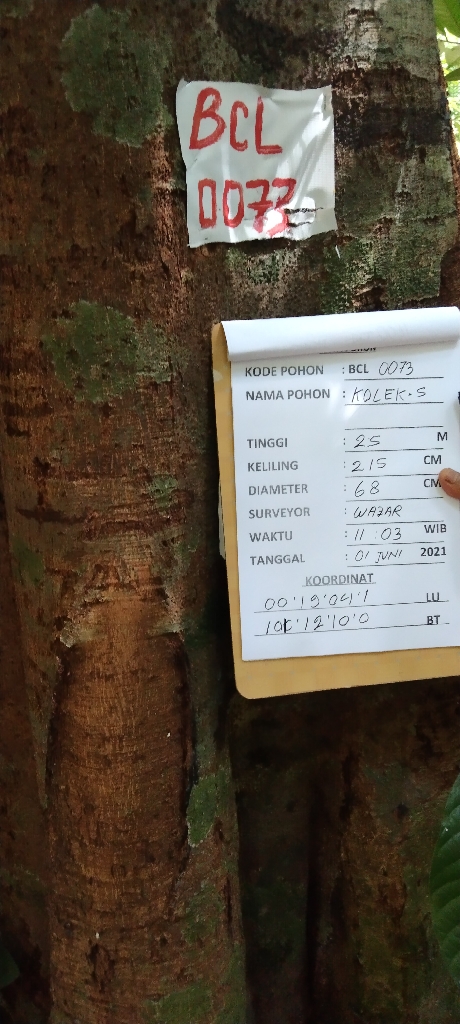 BCL
0073
KODE POHON : BCL 0073
NAMA POHON : KOLEK-S
TINGGI : 25 M
KELILING : 215 CM
DIAMETER : 68 CM
SURVEYOR : WAZAR
WAKTU : 11:03 WIB
TANGGAL : 01 JUNI 2021
KOORDINAT
00'19'04'1 LU
101'12'10'0 BT